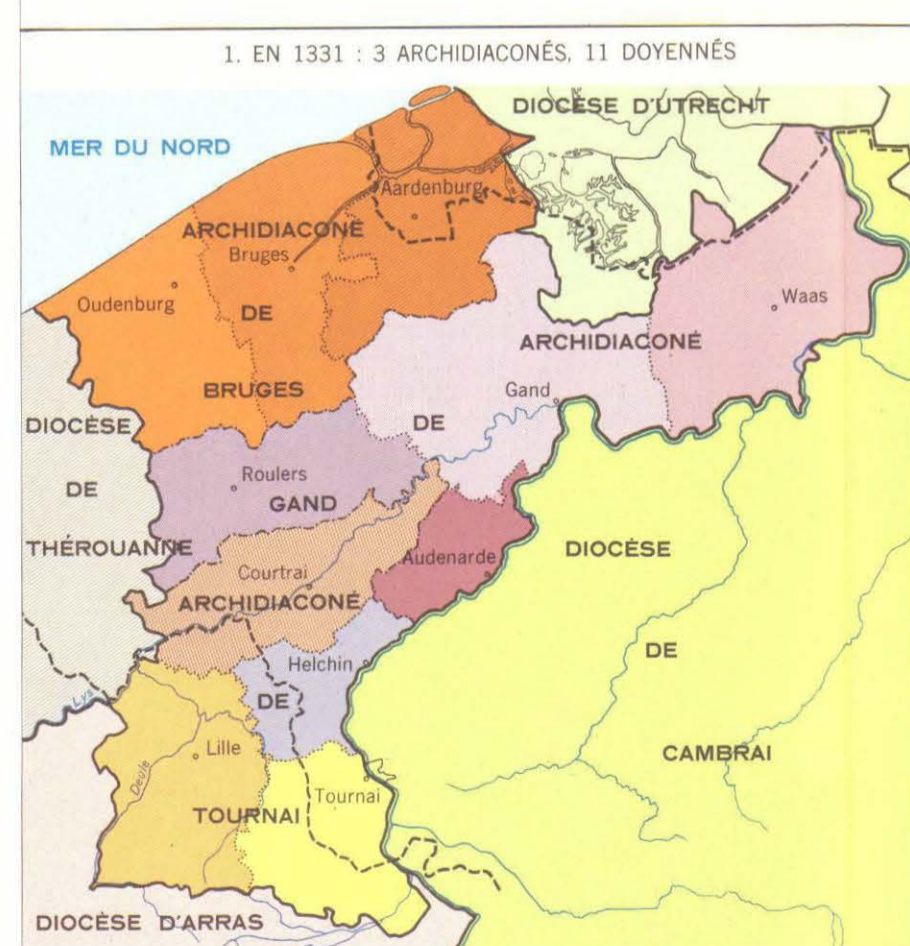 1. EN 1331 : 3 ARCHIDIACONÉS, 11 DOYENNÉS
DIOCÈSE D'UTRECHT
MER DU NORD
Aardenburg
ARCHIDIACONÉ
Bruges
Oudenburg
DE
Waas
ARCHIDIACONÉ
BRUGES
Gand
DIOCÈSE
DE
Roulers
DE
GAND
THÉROUANNE
DIOCÈSE
Audenarde
Courtrai
ARCHIDIACONÉ
DE
Helchin
Lys
DE
Lille
CAMBRAI
Deule
Tournai
TOURNAI
DIOCÈSE D'ARRAS